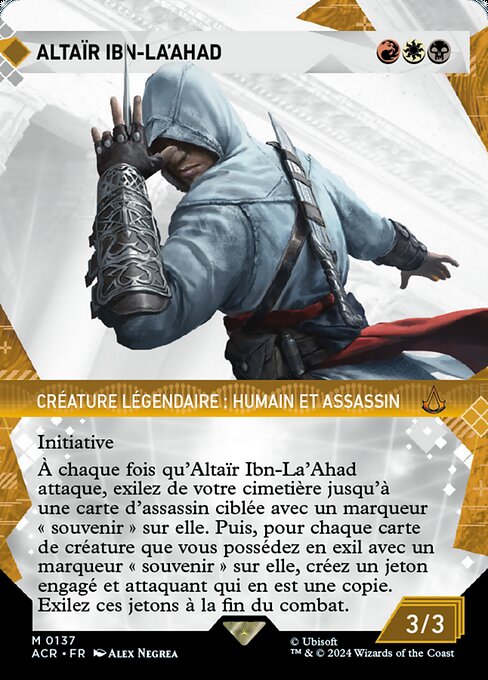 ALTAÏR IBN-LA'AHAD
CRÉATURE LÉGENDAIRE : HUMAIN ET ASSASSIN
Initiative
À chaque fois qu'Altaïr Ibn-La'Ahad
attaque, exilez de votre cimetière jusqu'à
une carte d'assassin ciblée avec un marqueur
« souvenir » sur elle. Puis, pour chaque carte
de créature que vous possédez en exil avec un
marqueur « souvenir » sur elle, créez un jeton
engagé et attaquant qui en est une copie.
Exilez ces jetons à la fin du combat.
3/3
M 0137
ACR • FR ALEX NEGREA
© Ubisoft
™ & © 2024 Wizards of the Coast